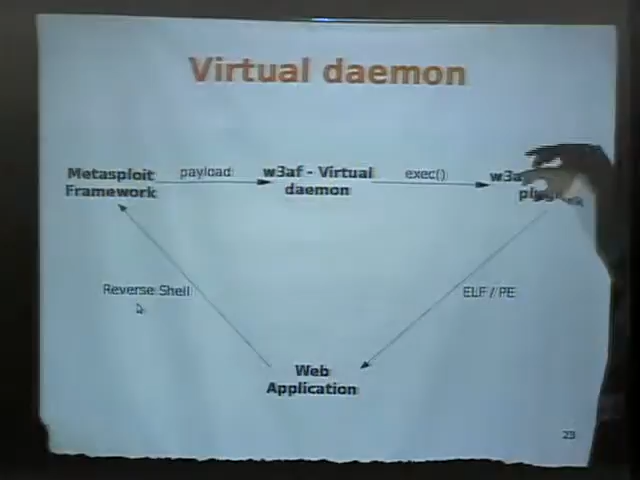 Virtual daemon
Metasploit
Framework
payload
w3af - Virtual
daemon
exec()
Reverse Shell
ELF / PE
Web
Application
23